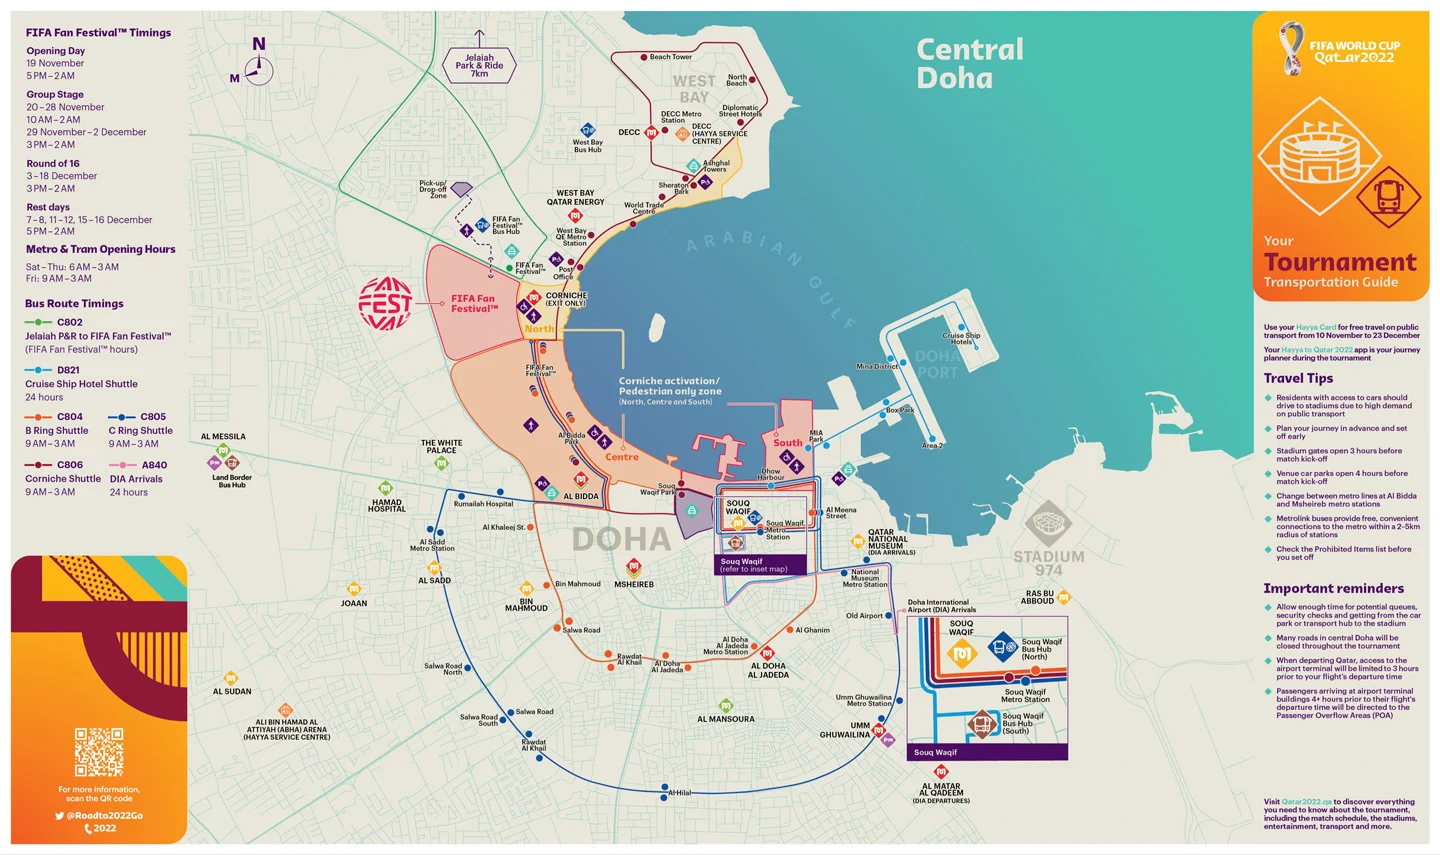 FIFA Fan Festival™ Timings
Opening Day
19 November
5 PM – 2 AM
Group Stage
20 – 28 November
10 AM – 2 AM
29 November – 2 December
3 PM – 2 AM
Round of 16
3 – 18 December
3 PM – 2 AM
Rest days
7 – 8, 11 – 12, 15 – 16 December
5 PM – 2 AM
Metro & Tram Opening Hours
Sat – Thu: 6 AM – 3 AM
Fri: 9 AM – 3 AM
Bus Route Timings
C802
Jelaiah P&R to FIFA Fan Festival™
(FIFA Fan Festival™ hours)
D821
Cruise Ship Hotel Shuttle
24 hours
C804
B Ring Shuttle
9 AM – 3 AM
C805
C Ring Shuttle
9 AM – 3 AM
C806
Corniche Shuttle
9 AM – 3 AM
A840
DIA Arrivals
24 hours
For more information,
scan the QR code
@Roadto2022Go
2022
N
M
Jelaiah
Park & Ride
7km
Central
Doha
WEST
BAY
Beach Tower
North
Beach
Diplomatic
Street Hotels
DECC Metro
Station
DECC
DECC
(HAYYA SERVICE
CENTRE)
West Bay
Bus Hub
Ashghal
Towers
Sheraton
Park
World Trade
Centre
WEST BAY
QATAR ENERGY
West Bay
QE Metro
Station
Pick-up/
Drop-off
Zone
FIFA Fan
Festival™
Bus Hub
FIFA Fan
Festival™
Post
Office
FAN
FEST
IVAL™
FIFA Fan
Festival™
CORNICHE
(EXIT ONLY)
North
ARABIAN GULF
Corniche activation/
Pedestrian only zone
(North, Centre and South)
FIFA Fan
Festival™
Al Bidda
Park
Centre
South
MIA
Park
Cruise Ship
Hotels
DOHA
PORT
Mina District
Box Park
Area 2
AL MESSILA
PM
Land Border
Bus Hub
THE WHITE
PALACE
HAMAD
HOSPITAL
Rumailah Hospital
AL BIDDA
Souq
Waqif Park
Dhow
Harbour
DOHA
Al Khaleej St.
Al Sadd
Metro Station
AL SADD
SOUQ
WAQIF
Souq Waqif
Metro
Station
Souq Waqif
(refer to inset map)
Al Meena
Street
QATAR
NATIONAL
MUSEUM
(DIA ARRIVALS)
National
Museum
Metro Station
STADIUM
974
RAS BU
ABBOUD
JOAAN
BIN
MAHMOUD
Bin Mahmoud
MSHEIREB
Old Airport
Doha International
Airport (DIA) Arrivals
Salwa Road
Al Ghanim
Al Doha
Al Jadeda
Metro Station
AL DOHA
AL JADEDA
Rawdat
Al Khail
Al Doha
Al Jadeda
Salwa Road
North
AL SUDAN
ALI BIN HAMAD AL
ATTIYAH (ABHA) ARENA
(HAYYA SERVICE CENTRE)
Salwa Road
South
Salwa Road
Rawdat
Al Khail
AL MANSOURA
Umm Ghuwailina
Metro Station
UMM
GHUWAILINA
PM
Al Hilal
AL MATAR
AL QADEEM
(DIA DEPARTURES)
SOUQ
WAQIF
Souq Waqif
Bus Hub
(North)
Souq Waqif
Metro Station
Souq Waqif
Bus Hub
(South)
Souq Waqif
FIFA WORLD CUP
Qatar2022
Your
Tournament
Transportation Guide
Use your Hayya Card for free travel on public
transport from 10 November to 23 December
Your Hayya to Qatar 2022 app is your journey
planner during the tournament
Travel Tips
Residents with access to cars should
drive to stadiums due to high demand
on public transport
Plan your journey in advance and set
off early
Stadium gates open 3 hours before
match kick-off
Venue car parks open 4 hours before
match kick-off
Change between metro lines at Al Bidda
and Msheireb metro stations
Metrolink buses provide free, convenient
connections to the metro within a 2-5km
radius of stations
Check the Prohibited Items list before
you set off
Important reminders
Allow enough time for potential queues,
security checks and getting from the car
park or transport hub to the stadium
Many roads in central Doha will be
closed throughout the tournament
When departing Qatar, access to the
airport terminal will be limited to 3 hours
prior to your flight's departure time
Passengers arriving at airport terminal
buildings 4+ hours prior to their flight's
departure time will be directed to the
Passenger Overflow Areas (POA)
Visit Qatar2022.qa to discover everything
you need to know about the tournament,
including the match schedule, the stadiums,
entertainment, transport and more.